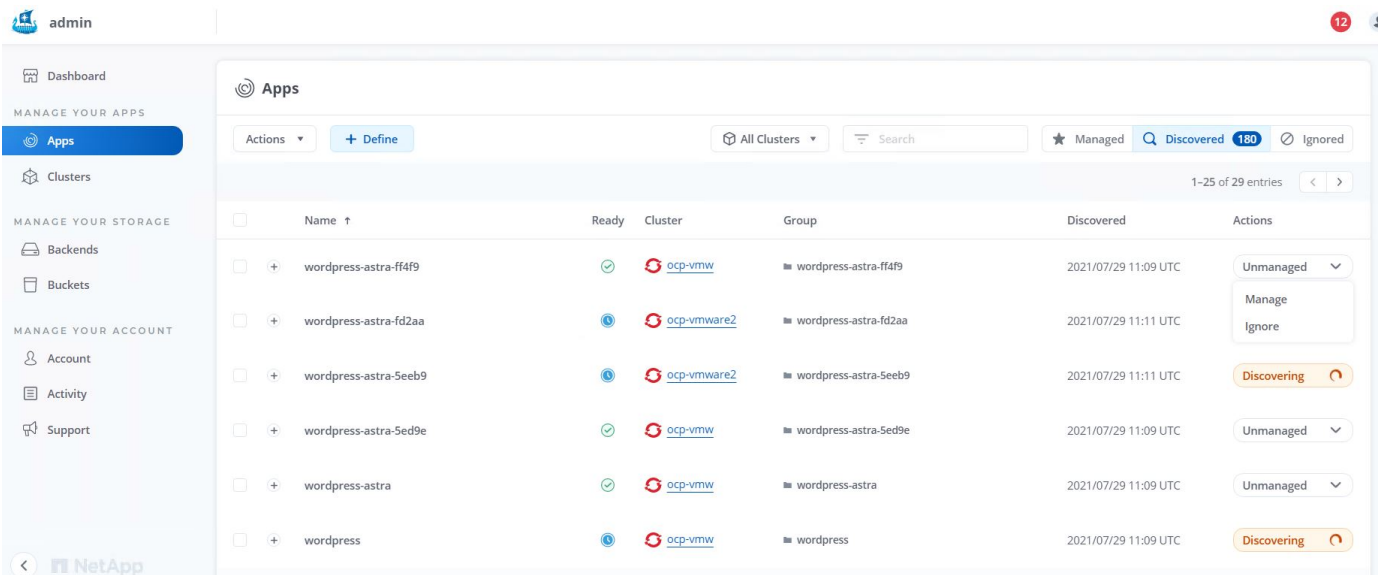 admin
12
Dashboard
MANAGE YOUR APPS
Apps
Clusters
MANAGE YOUR STORAGE
Backends
Buckets
MANAGE YOUR ACCOUNT
Account
Activity
Support
NetApp
Apps
Actions + Define All Clusters Search Managed Discovered 180 Ignored
1–25 of 29 entries < >
Name ↑ Ready Cluster Group Discovered Actions
+ wordpress-astra-ff4f9 ocp-vmw wordpress-astra-ff4f9 2021/07/29 11:09 UTC Unmanaged
Manage
+ wordpress-astra-fd2aa ocp-vmware2 wordpress-astra-fd2aa 2021/07/29 11:11 UTC
Ignore
+ wordpress-astra-5eeb9 ocp-vmware2 wordpress-astra-5eeb9 2021/07/29 11:11 UTC Discovering
+ wordpress-astra-5ed9e ocp-vmw wordpress-astra-5ed9e 2021/07/29 11:09 UTC Unmanaged
+ wordpress-astra ocp-vmw wordpress-astra 2021/07/29 11:09 UTC Unmanaged
+ wordpress ocp-vmw wordpress 2021/07/29 11:09 UTC Discovering